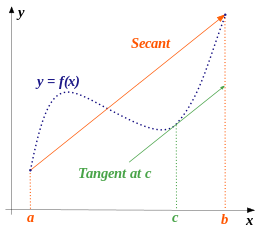 y
Secant
y = f(x)
Tangent at c
a
c
b
x